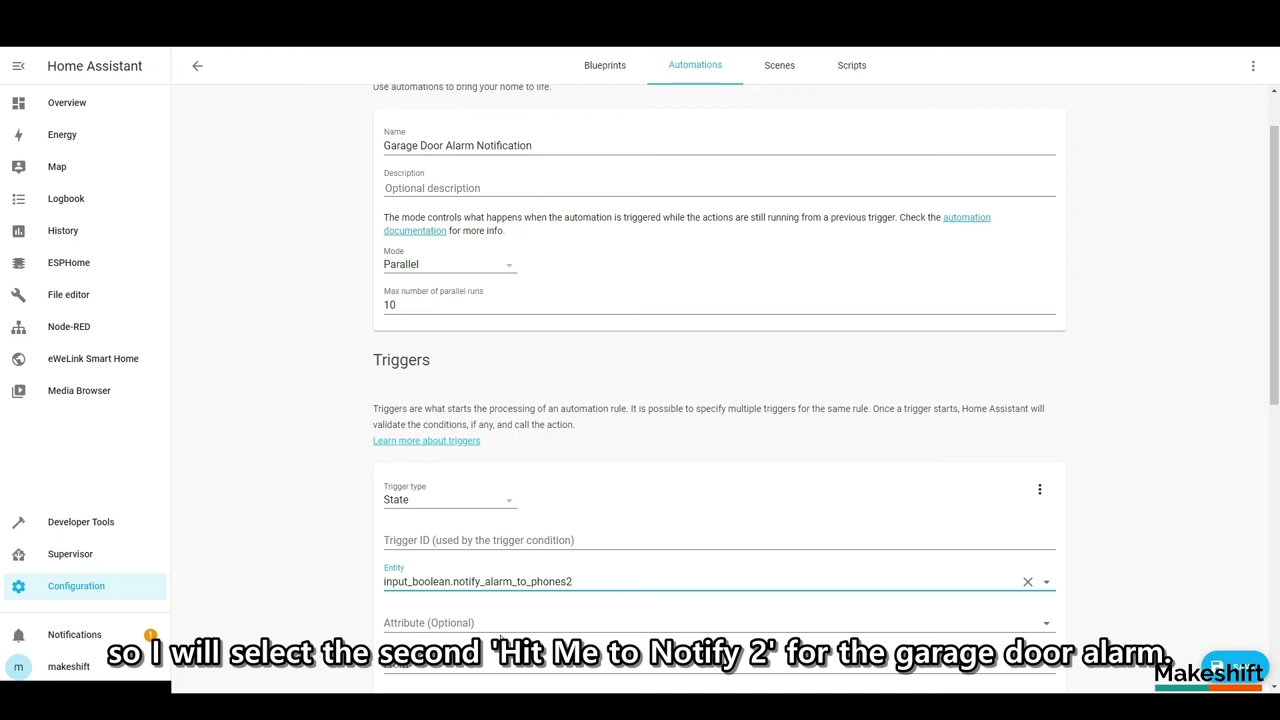 Home Assistant
Blueprints
Automations
Scenes
Scripts
Overview
Energy
Map
Logbook
History
ESPHome
File editor
Node-RED
eWeLink Smart Home
Media Browser
Developer Tools
Supervisor
Configuration
Notifications
1
m
makeshift
Use automations to bring your home to life.
Name
Garage Door Alarm Notification
Description
Optional description
The mode controls what happens when the automation is triggered while the actions are still running from a previous trigger. Check the automation
documentation for more info.
Mode
Parallel
Max number of parallel runs
10
Triggers
Triggers are what starts the processing of an automation rule. It is possible to specify multiple triggers for the same rule. Once a trigger starts, Home Assistant will
validate the conditions, if any, and call the action.
Learn more about triggers
Trigger type
State
Trigger ID (used by the trigger condition)
Entity
input_boolean.notify_alarm_to_phones2
Attribute (Optional)
so I will select the second 'Hit Me to Notify 2' for the garage door alarm.
Makeshift